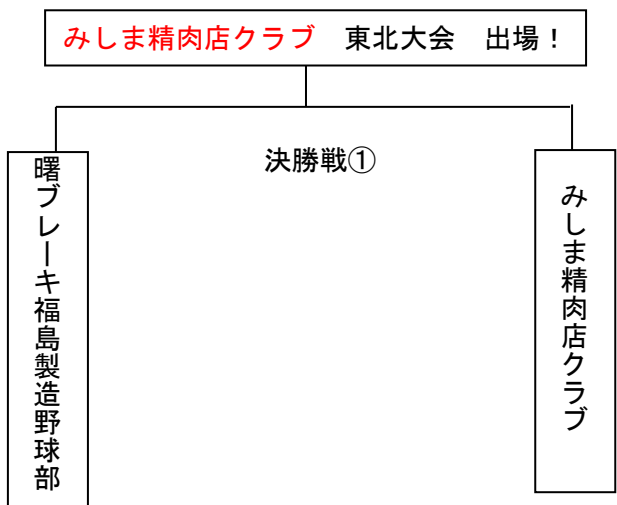 みしま精肉店クラブ　東北大会　出場！
決勝戦①
曙ブレーキ福島製造野球部
みしま精肉店クラブ